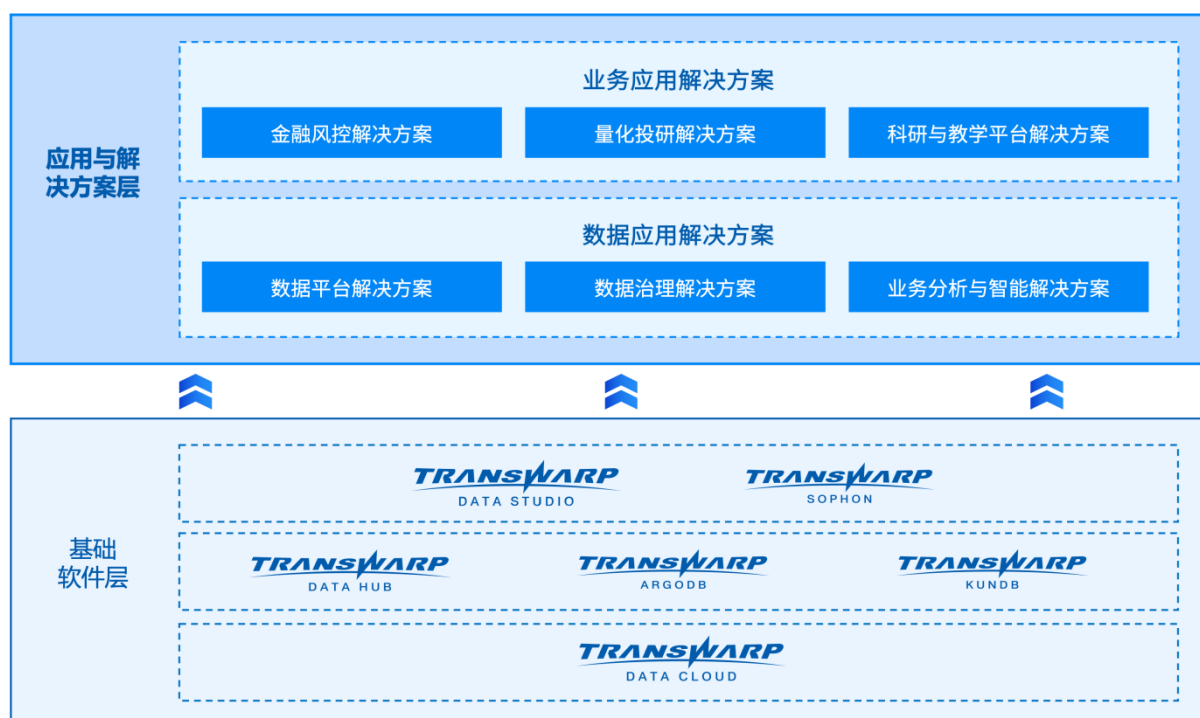 业务应用解决方案
金融风控解决方案
量化投研解决方案
科研与教学平台解决方案
应用与解
决方案层
数据应用解决方案
数据平台解决方案
数据治理解决方案
业务分析与智能解决方案
TRANSWARP
DATA STUDIO
TRANSWARP
SOPHON
基础
软件层
TRANSWARP
DATA HUB
TRANSWARP
ARGODB
TRANSWARP
KUNDB
TRANSWARP
DATA CLOUD